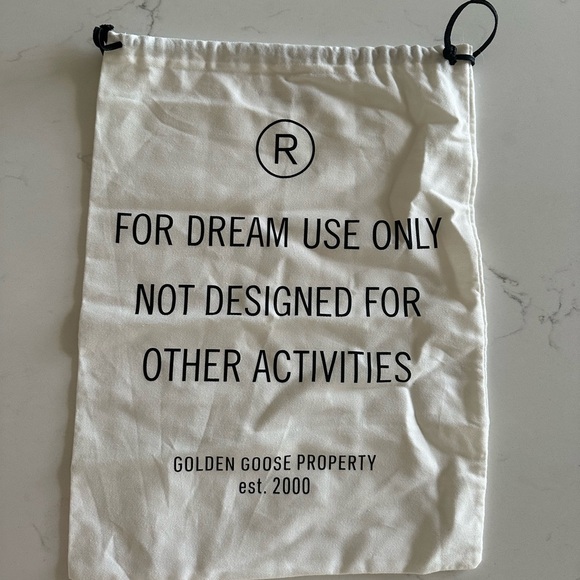 R
FOR DREAM USE ONLY
NOT DESIGNED FOR
OTHER ACTIVITIES
GOLDEN GOOSE PROPERTY
est. 2000